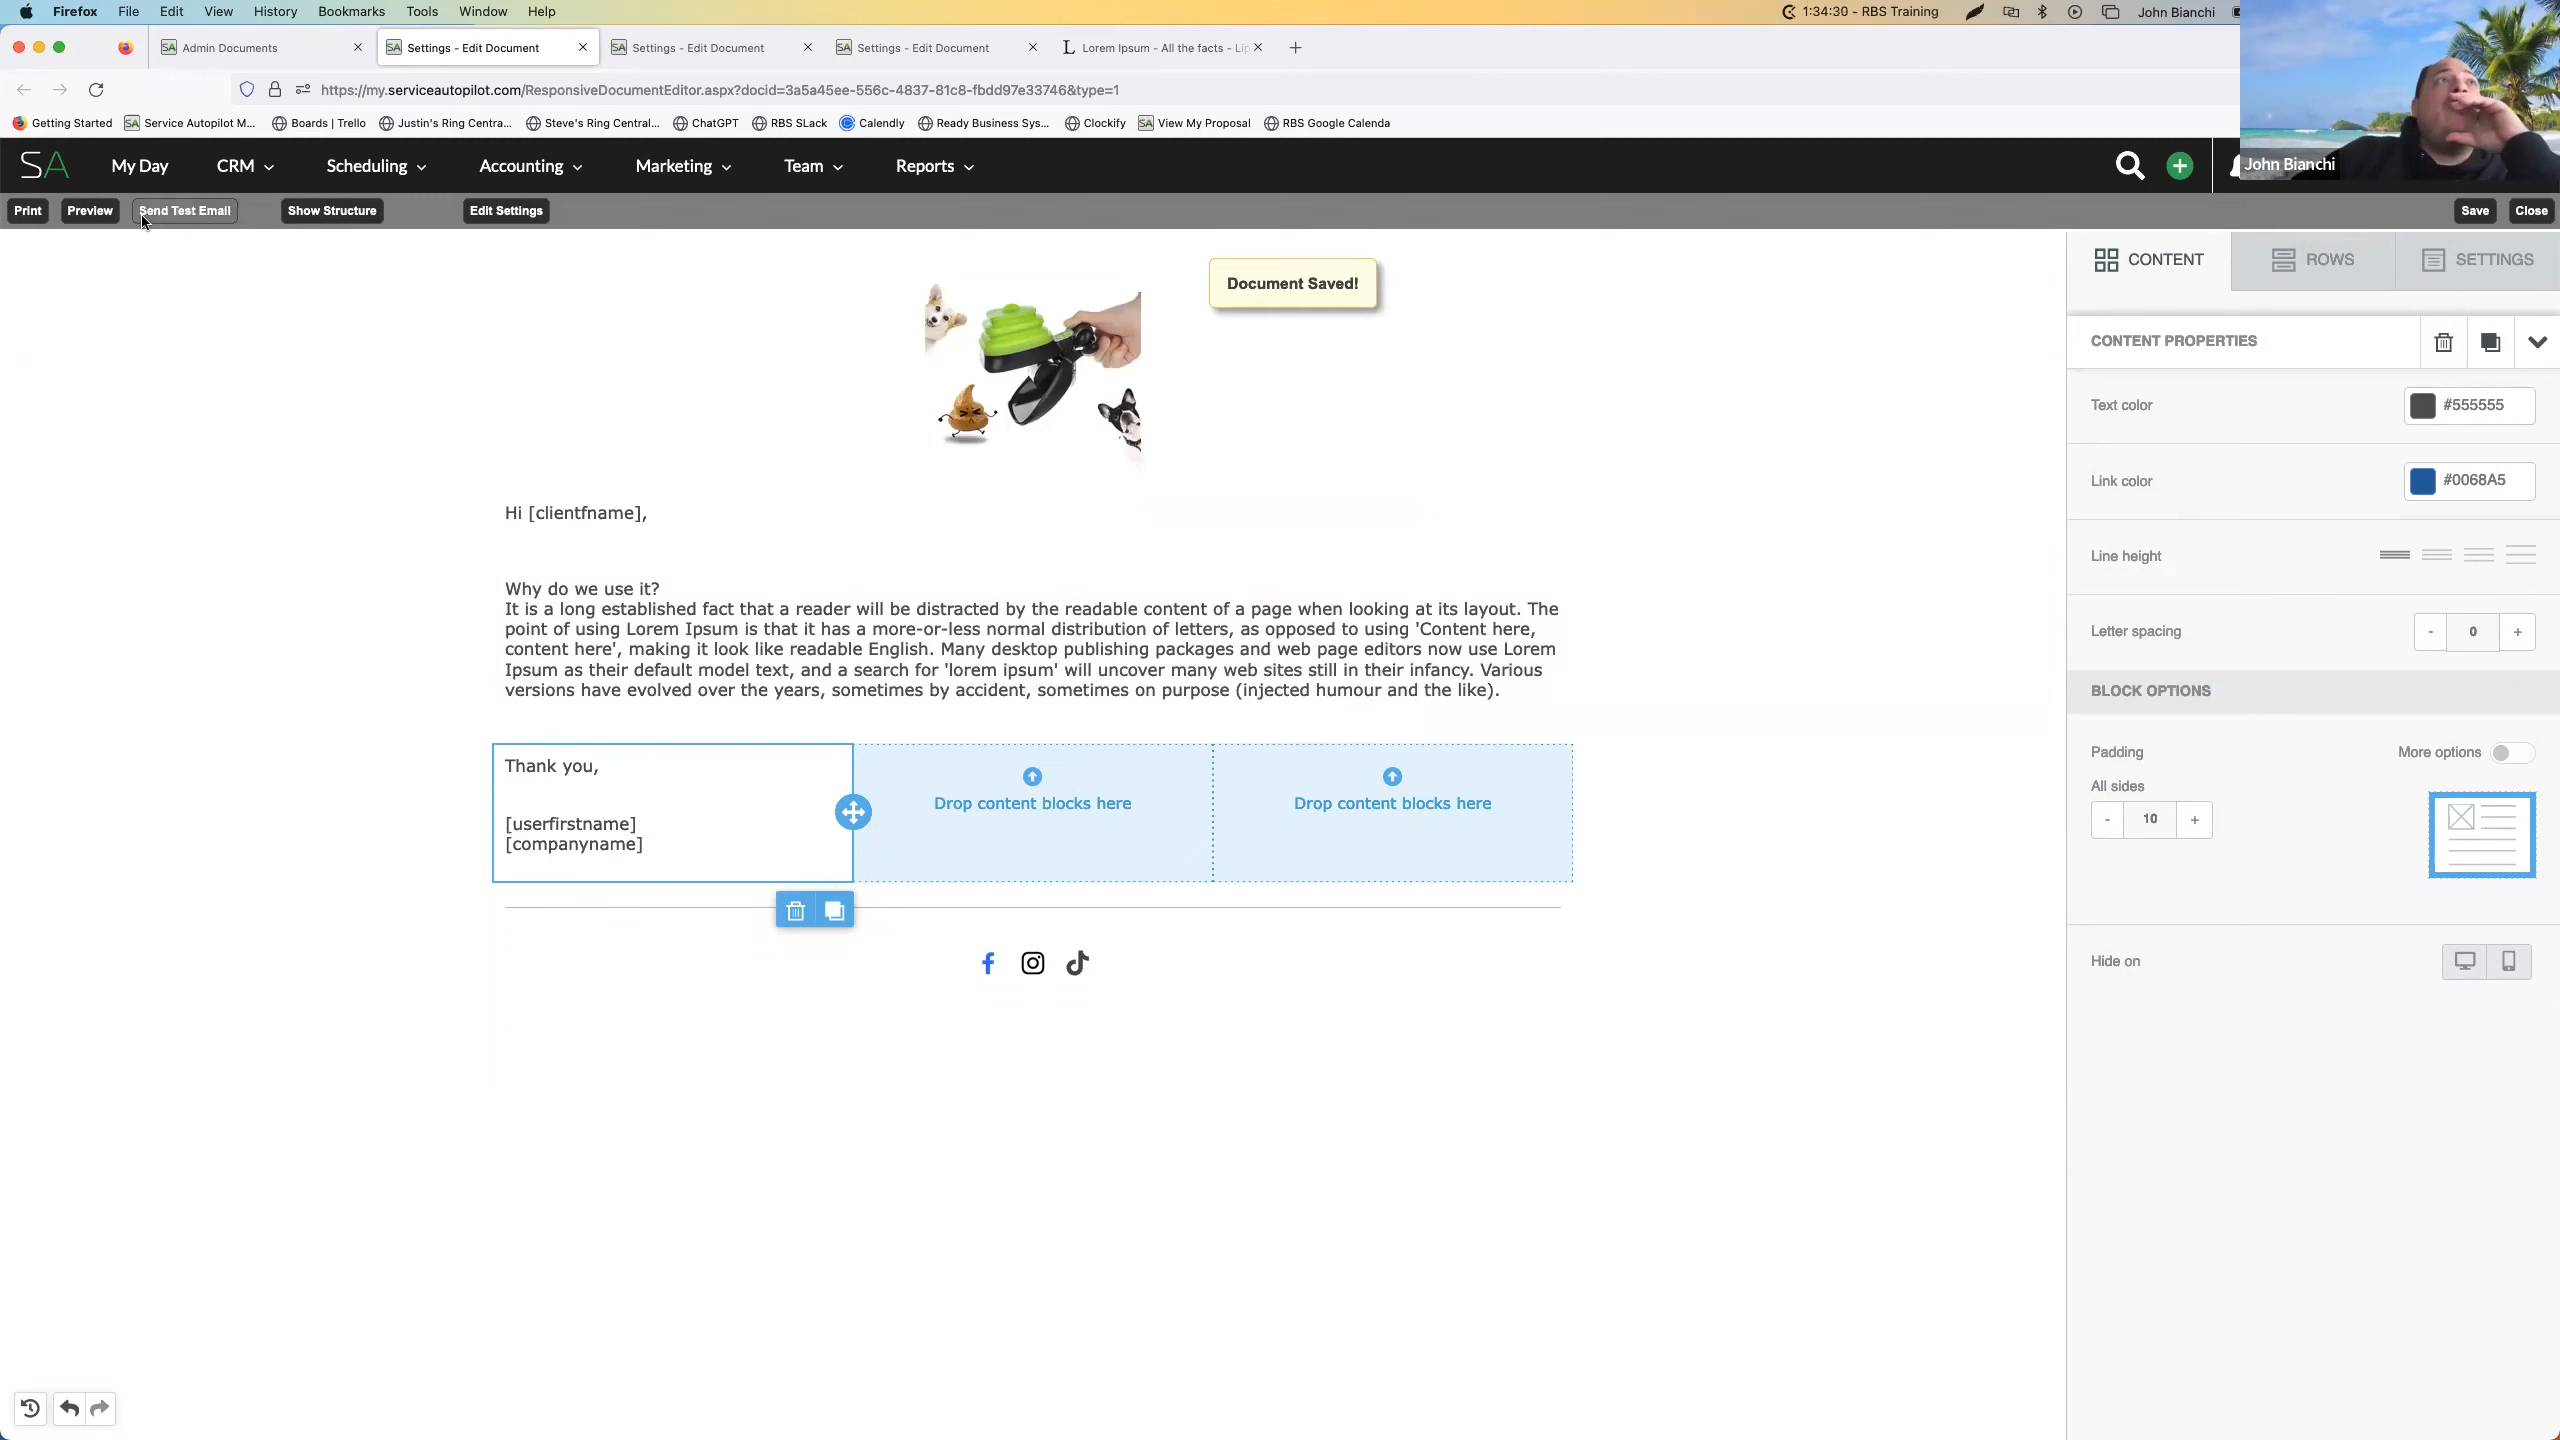 Firefox File Edit View History Bookmarks Tools Window Help 1:34:30 - RBS Training John Bianchi
Admin Documents Settings - Edit Document Settings - Edit Document Settings - Edit Document Lorem Ipsum - All the facts - Lip
https://my.serviceautopilot.com/ResponsiveDocumentEditor.aspx?docid=3a5a45ee-556c-4837-81c8-fbdd97e33746&type=1
Getting Started Service Autopilot M... Boards | Trello Justin's Ring Centra... Steve's Ring Central... ChatGPT RBS SLack Calendly Ready Business Sys... Clockify View My Proposal RBS Google Calenda
SA My Day CRM Scheduling Accounting Marketing Team Reports
John Bianchi
Print Preview Send Test Email Show Structure Edit Settings Save Close
CONTENT ROWS SETTINGS
Document Saved!
CONTENT PROPERTIES
Text color #555555
Link color #0068A5
Line height
Letter spacing - 0 +
BLOCK OPTIONS
Padding More options
All sides
- 10 +
Hide on
Hi [clientfname],
Why do we use it?
It is a long established fact that a reader will be distracted by the readable content of a page when looking at its layout. The
point of using Lorem Ipsum is that it has a more-or-less normal distribution of letters, as opposed to using 'Content here,
content here', making it look like readable English. Many desktop publishing packages and web page editors now use Lorem
Ipsum as their default model text, and a search for 'lorem ipsum' will uncover many web sites still in their infancy. Various
versions have evolved over the years, sometimes by accident, sometimes on purpose (injected humour and the like).
Thank you,
[userfirstname]
[companyname]
Drop content blocks here
Drop content blocks here